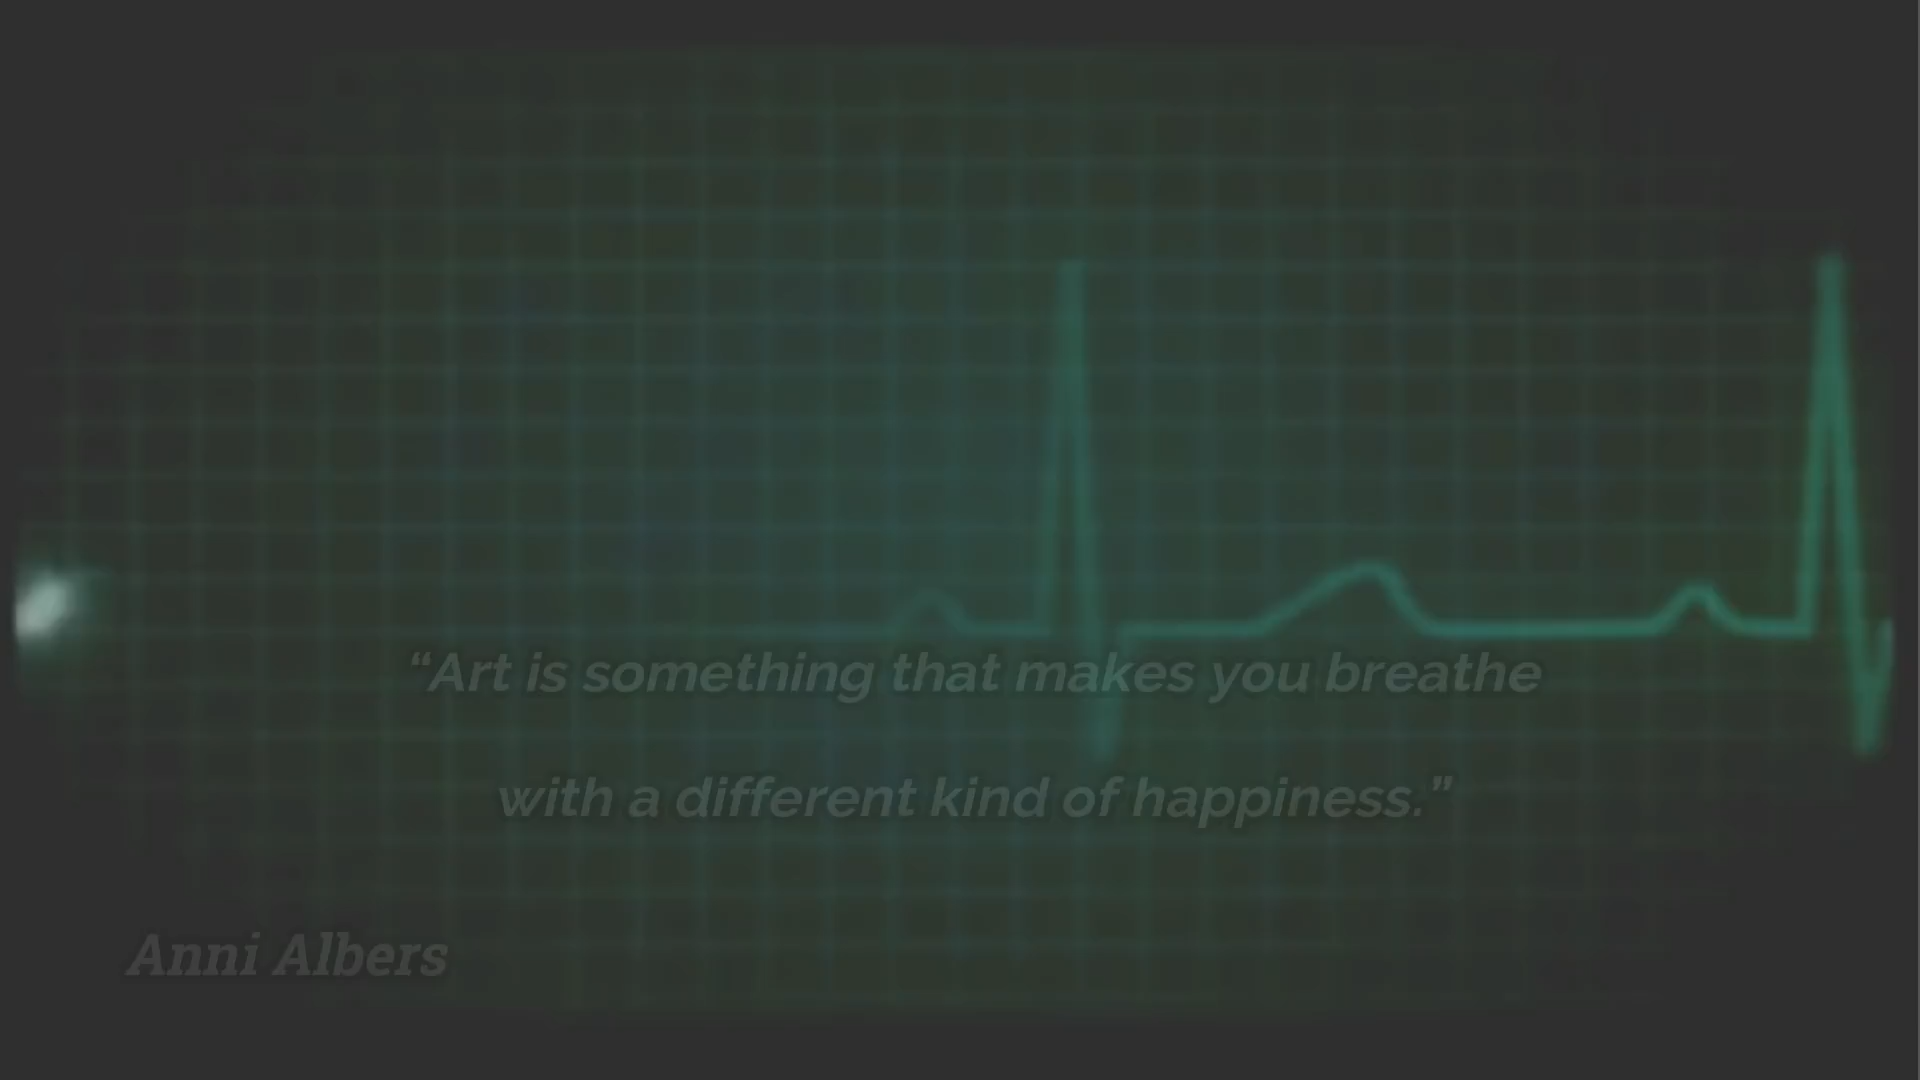 “Art is something that makes you breathe
with a different kind of happiness.”
Anni Albers